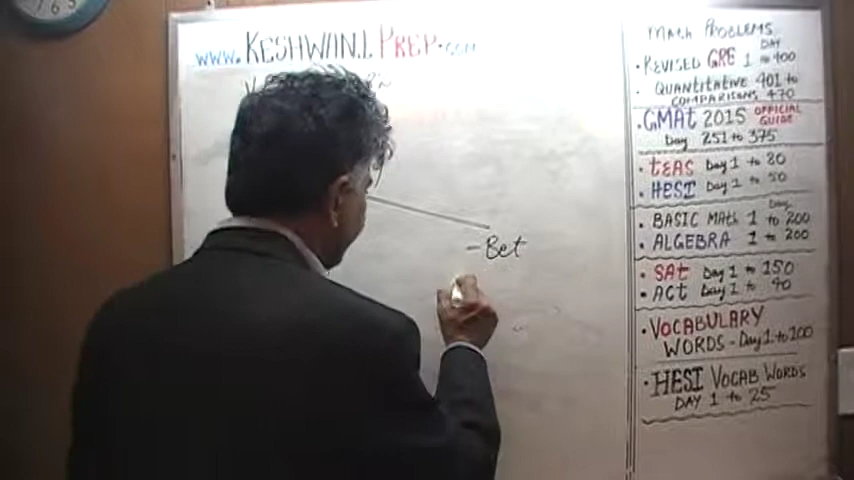 WWW.KESHWANI PREP.COM
- Bet
MATH PROBLEMS
DAY
• REVISED GRE 1 to 400
• QUANTITATIVE 401 to
COMPARISONS 470
• GMAt 2015 OFFICIAL GUIDE
Day 251 to 375
• tEAS Day 1 to 80
• HESI Day 1 to 50
Day
• BASIC MAth 1 to 200
• ALGEBRA 1 to 200
• SAt Day 1 to 150
• ACt Day 1 to 40
• VOCABULARY
WORDS - Day 1 to 100
• HESI VOCAB WORDS
DAY 1 to 25